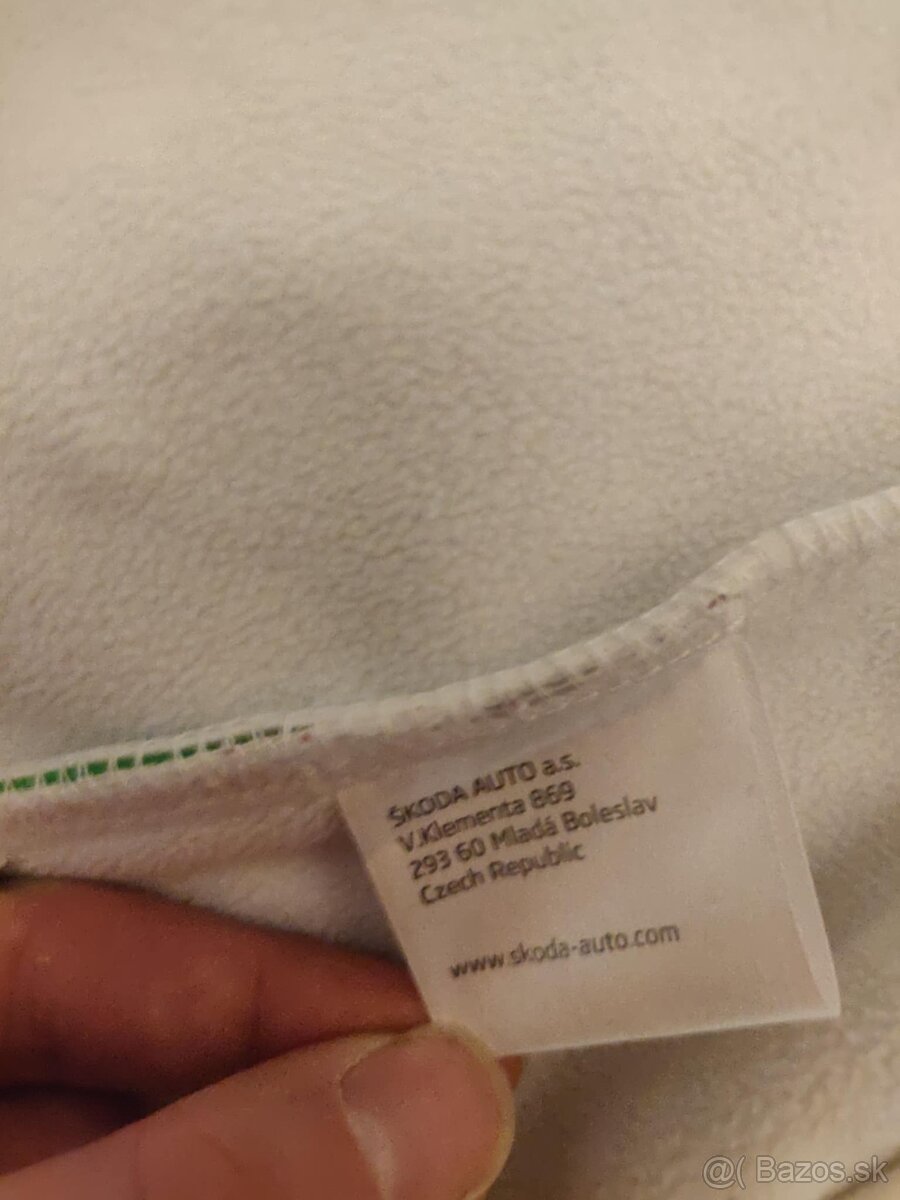 ŠKODA AUTO a.s.
V.Klementa 869
293 60 Mladá Boleslav
Czech Republic
www.skoda-auto.com
@( Bazos.sk